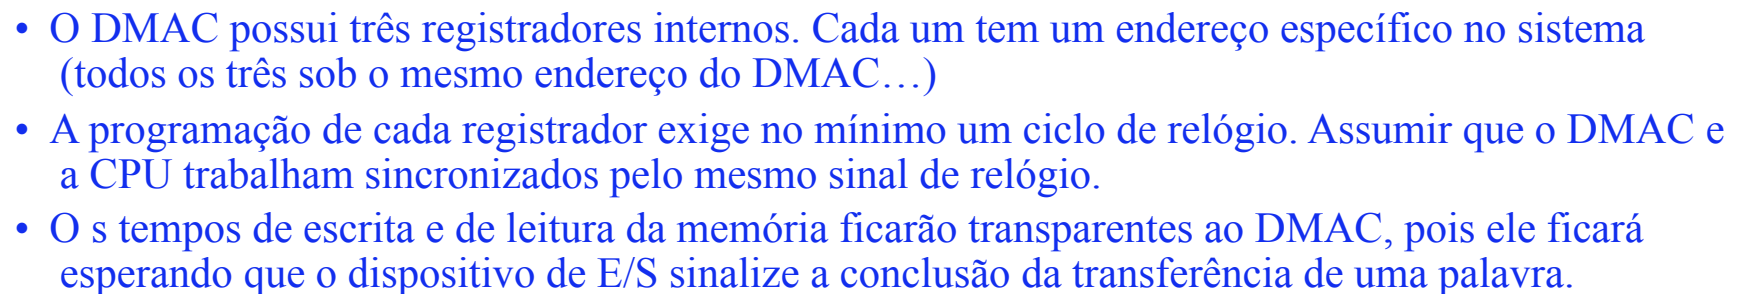 • O DMAC possui três registradores internos. Cada um tem um endereço específico no sistema
(todos os três sob o mesmo endereço do DMAC…)
• A programação de cada registrador exige no mínimo um ciclo de relógio. Assumir que o DMAC e
a CPU trabalham sincronizados pelo mesmo sinal de relógio.
• O s tempos de escrita e de leitura da memória ficarão transparentes ao DMAC, pois ele ficará
esperando que o dispositivo de E/S sinalize a conclusão da transferência de uma palavra.